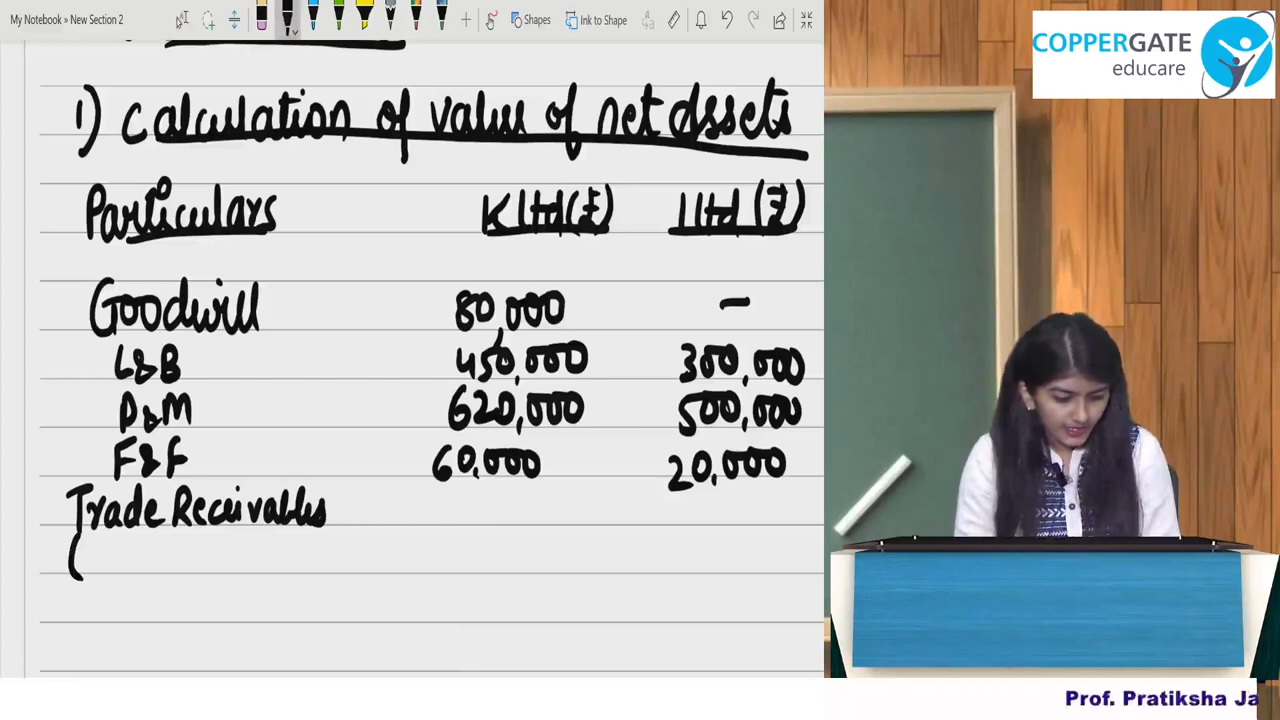 My Notebook » New Section 2
Shapes
Ink to Shape
COPPERGATE
educare
1) Calculation of value of net Assets
Particulars K ltd (₹) L ltd (₹)
Goodwill 80,000 -
L&B 450,000 300,000
P&M 620,000 500,000
F&F 60,000 20,000
Trade Receivables
(
Prof. Pratiksha Ja